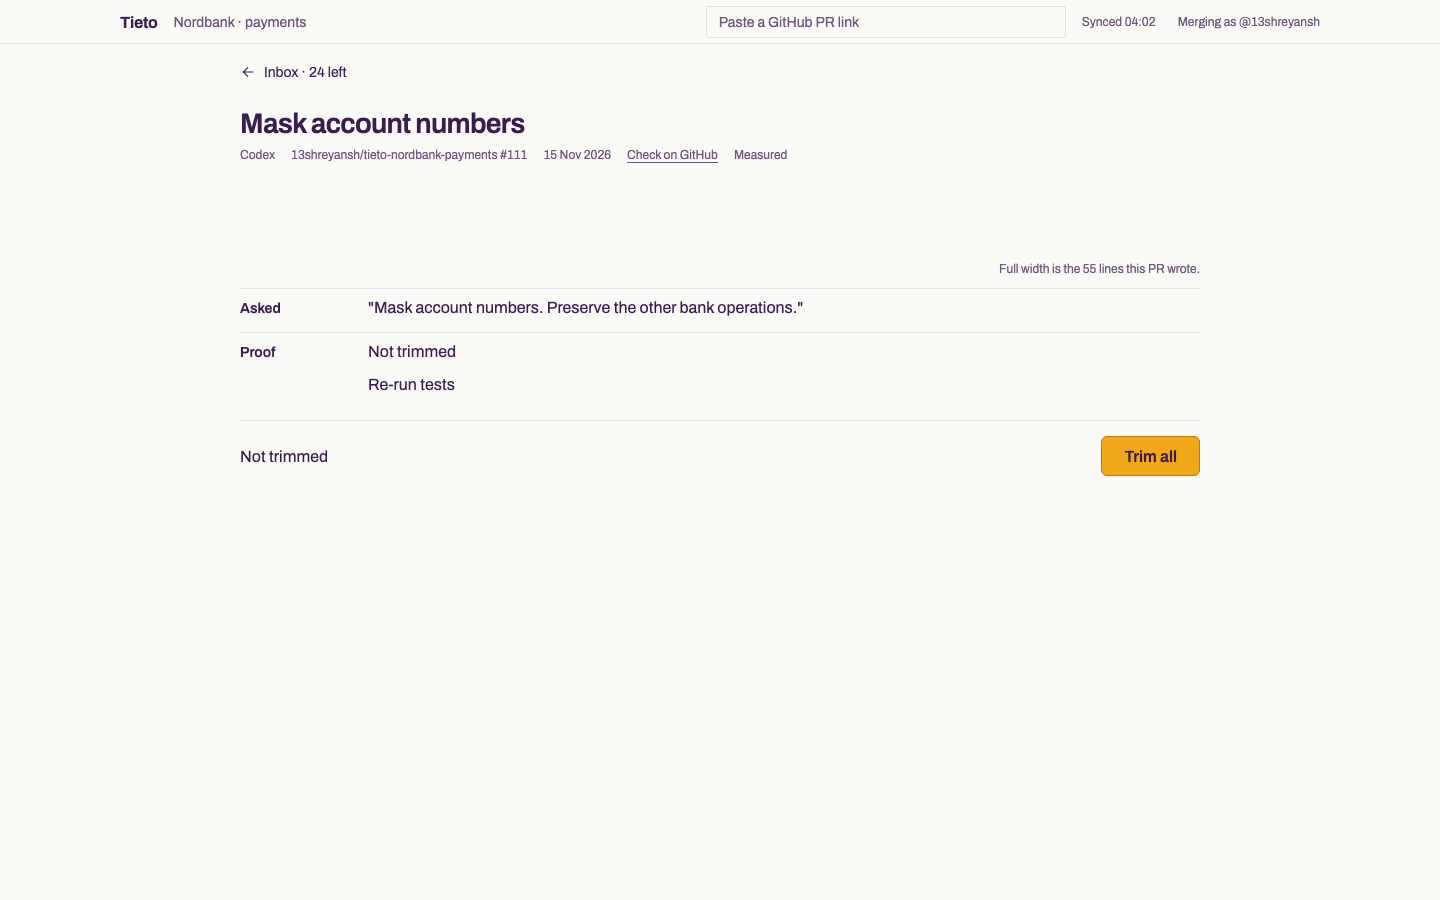 Tieto Nordbank · payments Paste a GitHub PR link Synced 04:02 Merging as @13shreyansh
← Inbox · 24 left
Mask account numbers
Codex 13shreyansh/tieto-nordbank-payments #111 15 Nov 2026 Check on GitHub Measured
Full width is the 55 lines this PR wrote.
Asked "Mask account numbers. Preserve the other bank operations."
Proof Not trimmed
Re-run tests
Not trimmed Trim all